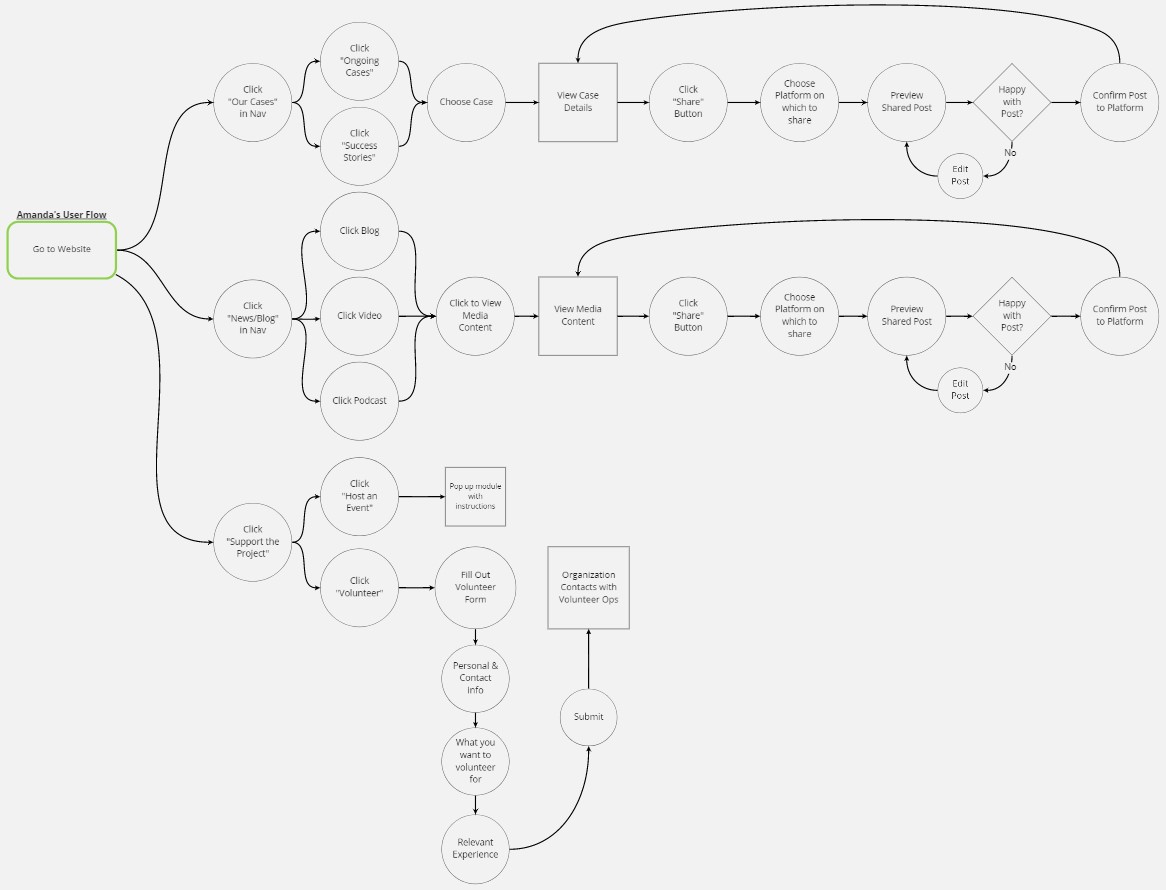 Amanda's User Flow
Go to Website
Click
"Our Cases"
in Nav
Click
"Ongoing
Cases"
Click
"Success
Stories"
Choose Case
View Case
Details
Click
"Share"
Button
Choose
Platform on
which to
share
Preview
Shared Post
Happy
with
Post?
No
Edit
Post
Confirm Post
to Platform
Click
"News/Blog"
in Nav
Click Blog
Click Video
Click Podcast
Click to View
Media
Content
View Media
Content
Click
"Share"
Button
Choose
Platform on
which to
share
Preview
Shared Post
Happy
with
Post?
No
Edit
Post
Confirm Post
to Platform
Click
"Support the
Project"
Click
"Host an
Event"
Pop up module
with
instructions
Click
"Volunteer"
Fill Out
Volunteer
Form
Personal &
Contact
Info
What you
want to
volunteer
for
Relevant
Experience
Submit
Organization
Contacts with
Volunteer Ops